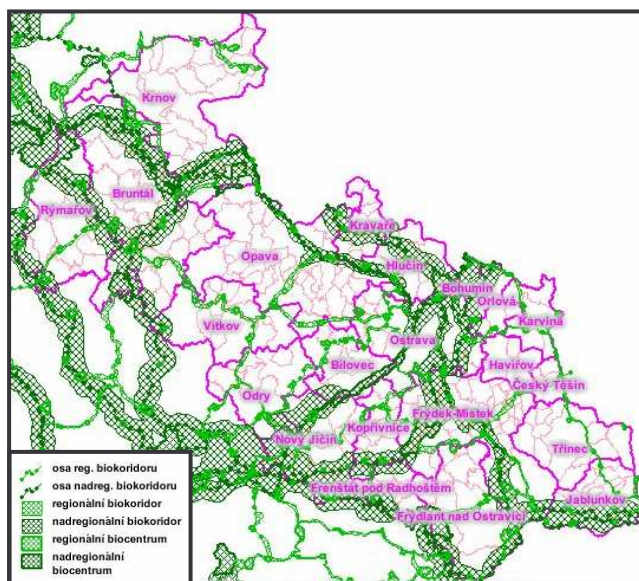 Krnov
Bruntál
Rýmařov
Kravaře
Opava
Hlučín
Bohumín
Orlová
Karviná
Vítkov
Ostrava
Bílovec
Havířov
Český Těšín
Odry
Frýdek-Místek
Kopřivnice
Nový Jičín
Třinec
Frenštát pod Radhoštěm
Jablunkov
Frýdlant nad Ostravicí
osa reg. biokoridoru
osa nadreg. biokoridoru
regionální biokoridor
nadregionální biokoridor
regionální biocentrum
nadregionální
biocentrum